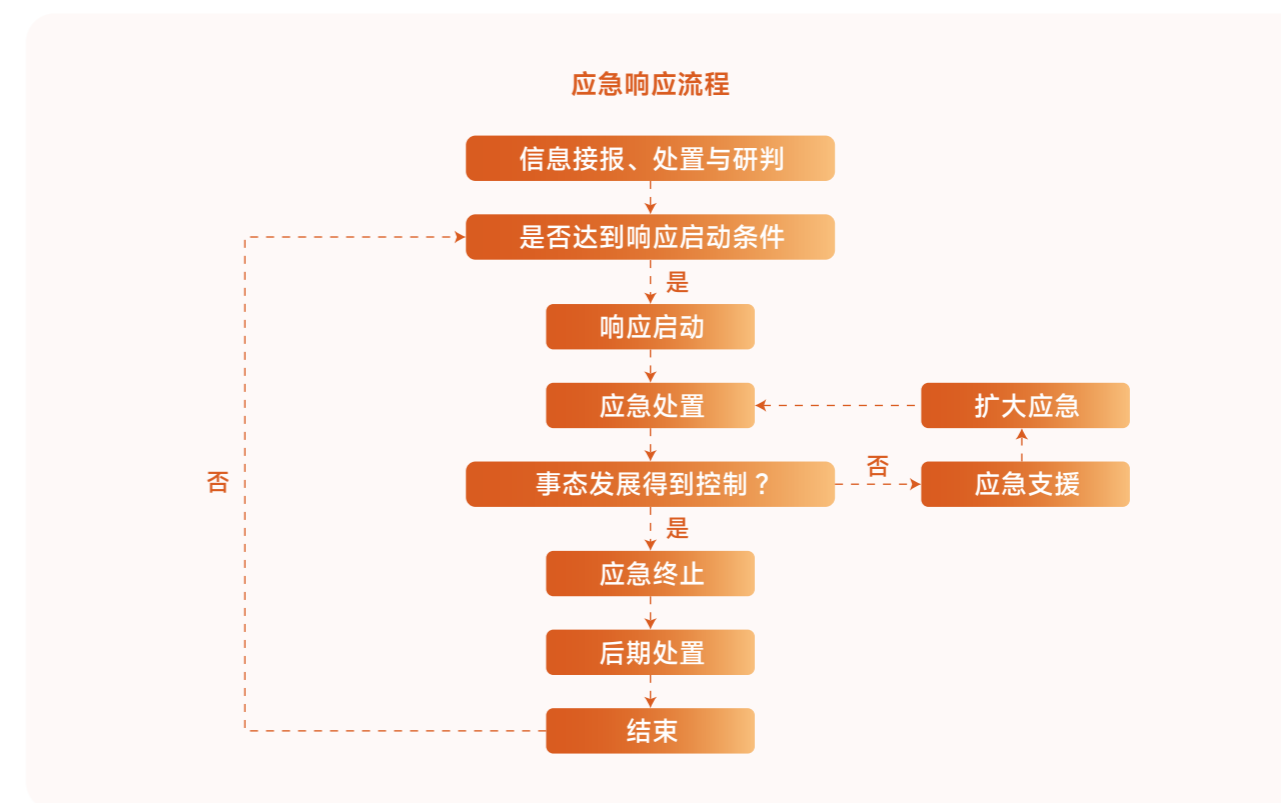 应急响应流程
信息接报、处置与研判
是否达到响应启动条件
是
响应启动
应急处置
扩大应急
事态发展得到控制？
否
应急支援
否
是
应急终止
后期处置
结束